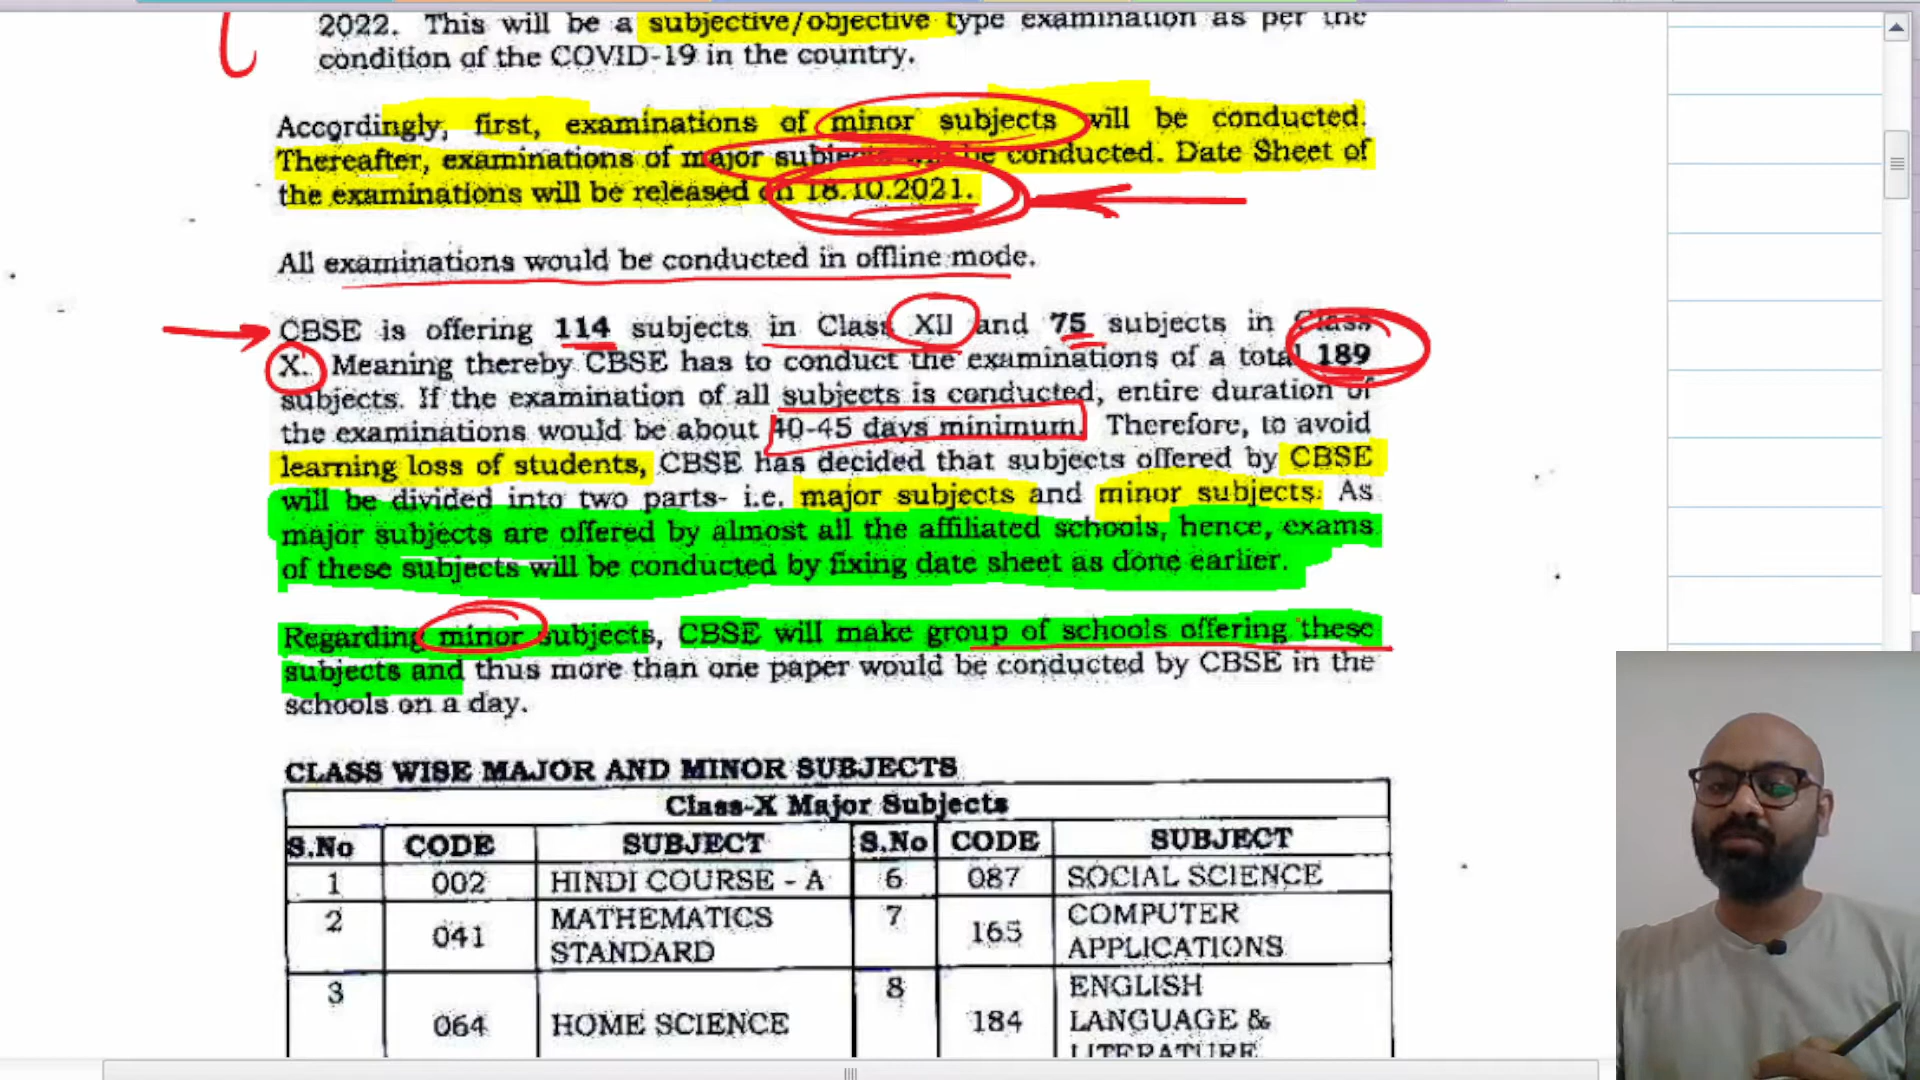 2022. This will be a subjective/objective type examination as per the
condition of the COVID-19 in the country.
Accordingly, first, examinations of minor subjects will be conducted.
Thereafter, examinations of major subjects will be conducted. Date Sheet of
the examinations will be released on 18.10.2021.
All examinations would be conducted in offline mode.
CBSE is offering 114 subjects in Class XII and 75 subjects in Class
X. Meaning thereby CBSE has to conduct the examinations of a total 189
subjects. If the examination of all subjects is conducted, entire duration of
the examinations would be about 40-45 days minimum. Therefore, to avoid
learning loss of students, CBSE has decided that subjects offered by CBSE
will be divided into two parts- i.e. major subjects and minor subjects. As
major subjects are offered by almost all the affiliated schools, hence, exams
of these subjects will be conducted by fixing date sheet as done earlier.
Regarding minor subjects, CBSE will make group of schools offering these
subjects and thus more than one paper would be conducted by CBSE in the
schools on a day.
CLASS WISE MAJOR AND MINOR SUBJECTS
Class-X Major Subjects
S.No CODE SUBJECT S.No CODE SUBJECT
1 002 HINDI COURSE - A 6 087 SOCIAL SCIENCE
2 041 MATHEMATICS STANDARD 7 165 COMPUTER APPLICATIONS
3 064 HOME SCIENCE 8 184 ENGLISH LANGUAGE & LITERATURE